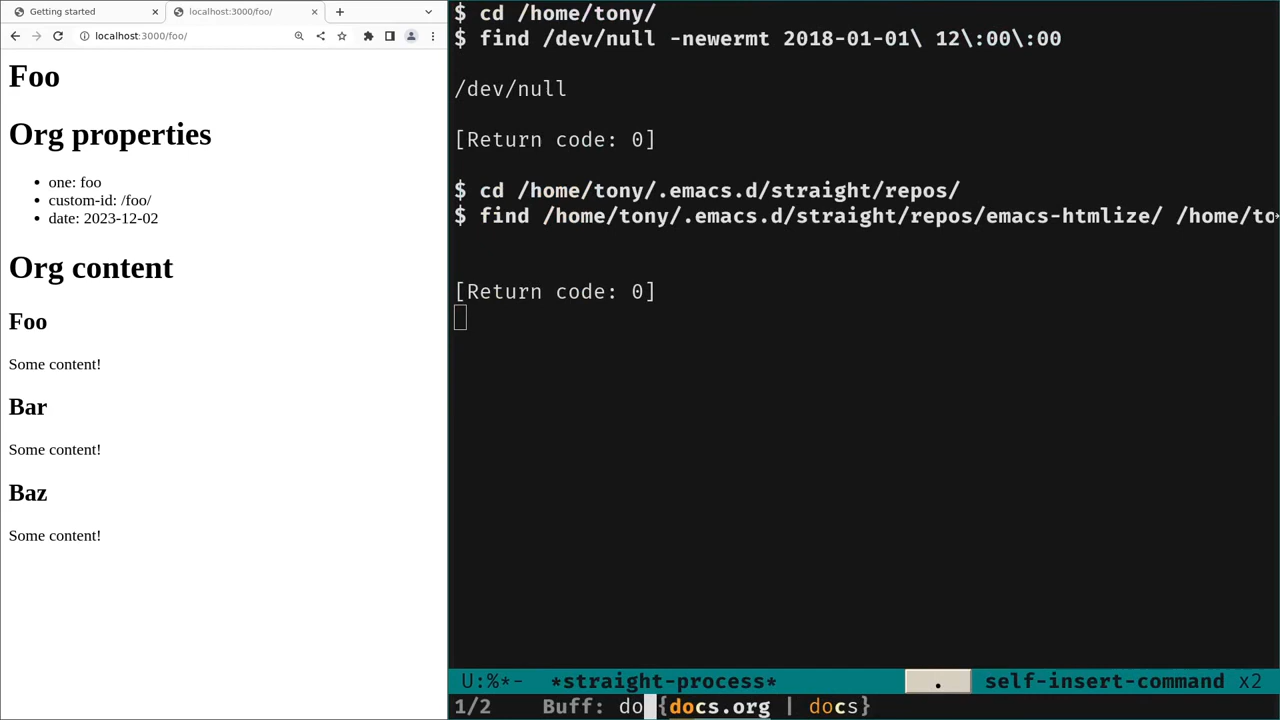 Getting started
localhost:3000/foo/
localhost:3000/foo/
Foo
Org properties
one: foo
custom-id: /foo/
date: 2023-12-02
Org content
Foo
Some content!
Bar
Some content!
Baz
Some content!
$ cd /home/tony/
$ find /dev/null -newermt 2018-01-01\ 12\:00\:00
/dev/null
[Return code: 0]
$ cd /home/tony/.emacs.d/straight/repos/
$ find /home/tony/.emacs.d/straight/repos/emacs-htmlize/ /home/to
[Return code: 0]
U:%*- *straight-process* . self-insert-command x2
1/2 Buff: do {docs.org | docs}